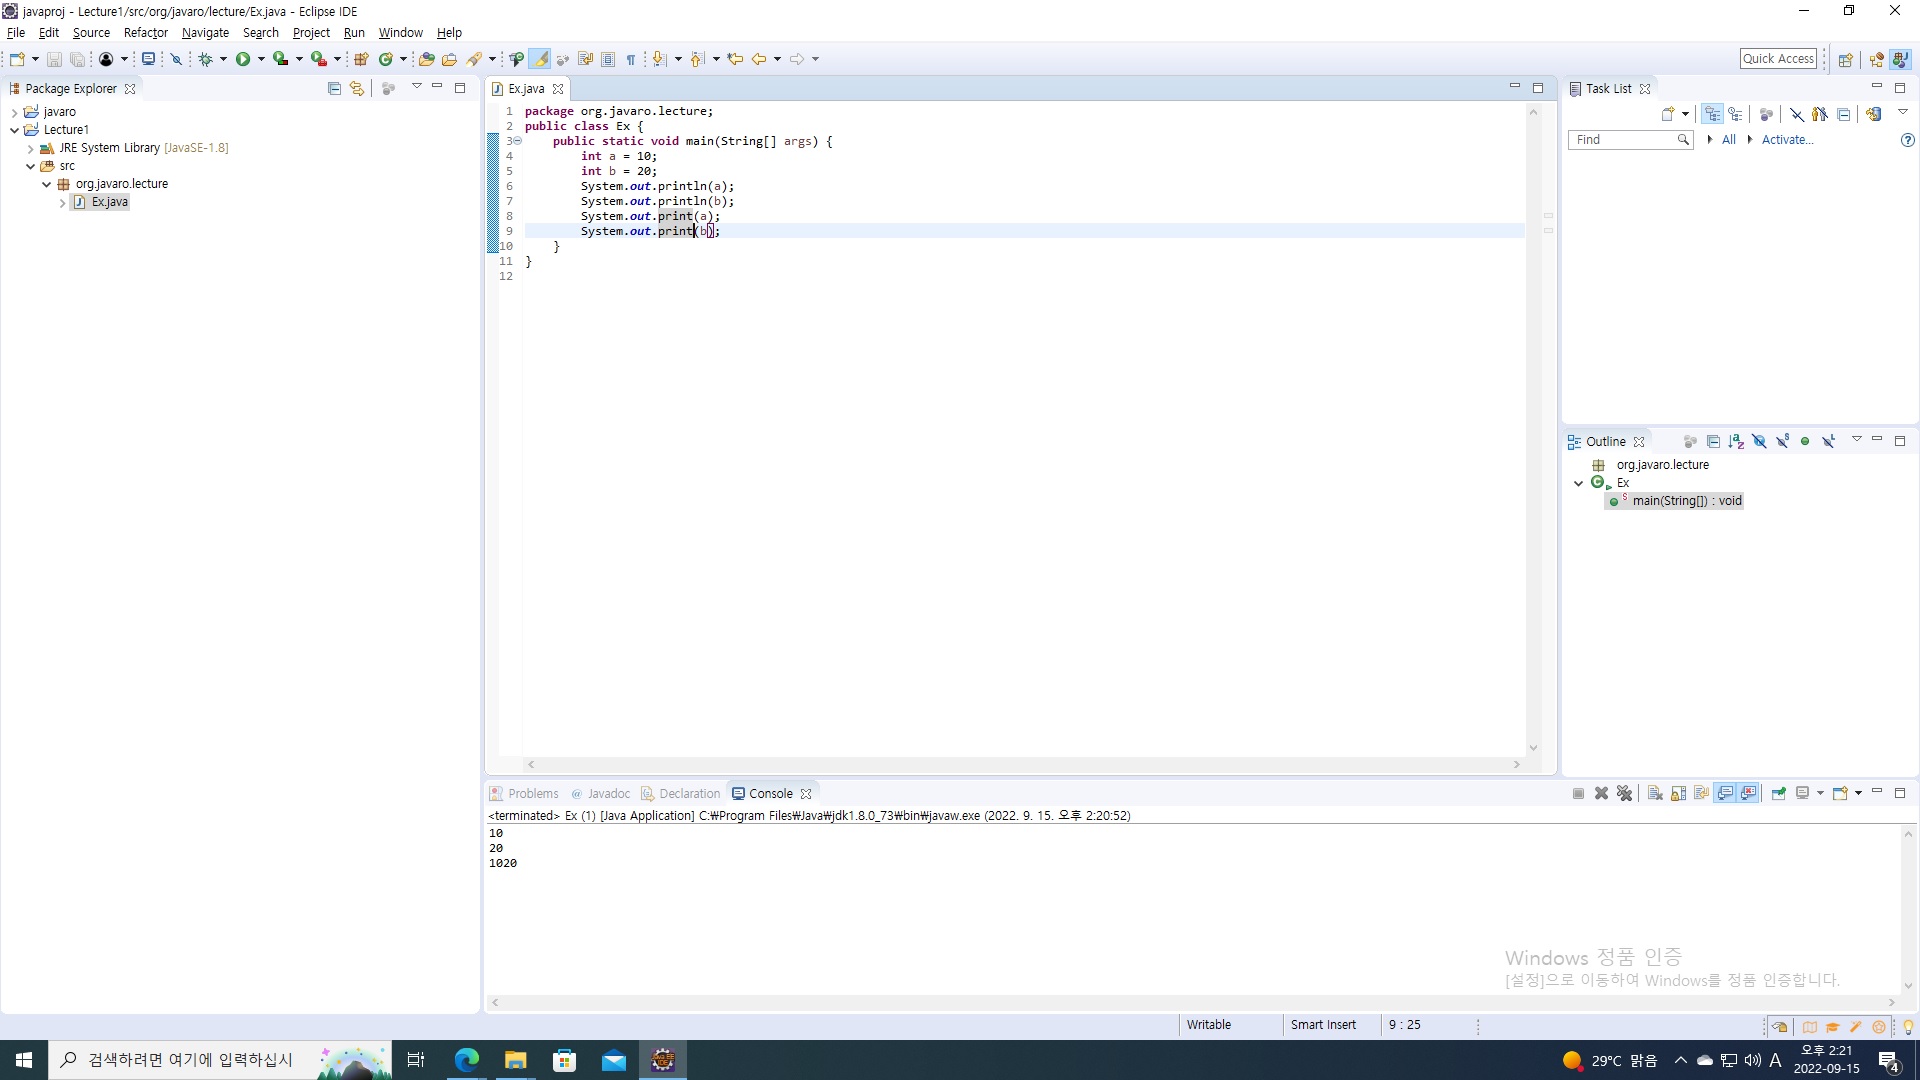 javaproj - Lecture1/src/org/javaro/lecture/Ex.java - Eclipse IDE
File Edit Source Refactor Navigate Search Project Run Window Help
Quick Access
Package Explorer
javaro
Lecture1
JRE System Library [JavaSE-1.8]
src
org.javaro.lecture
Ex.java
Ex.java
1 package org.javaro.lecture;
2 public class Ex {
3 public static void main(String[] args) {
4 int a = 10;
5 int b = 20;
6 System.out.println(a);
7 System.out.println(b);
8 System.out.print(a);
9 System.out.print(b);
10 }
11 }
12
Task List
Find
All
Activate...
Outline
org.javaro.lecture
Ex
main(String[]) : void
Problems Javadoc Declaration Console
<terminated> Ex (1) [Java Application] C:₩Program Files₩Java₩jdk1.8.0_73₩bin₩javaw.exe (2022. 9. 15. 오후 2:20:52)
10
20
1020
Windows 정품 인증
[설정]으로 이동하여 Windows를 정품 인증합니다.
Writable Smart Insert 9 : 25
검색하려면 여기에 입력하십시
29°C 맑음
A
오후 2:21
2022-09-15
4